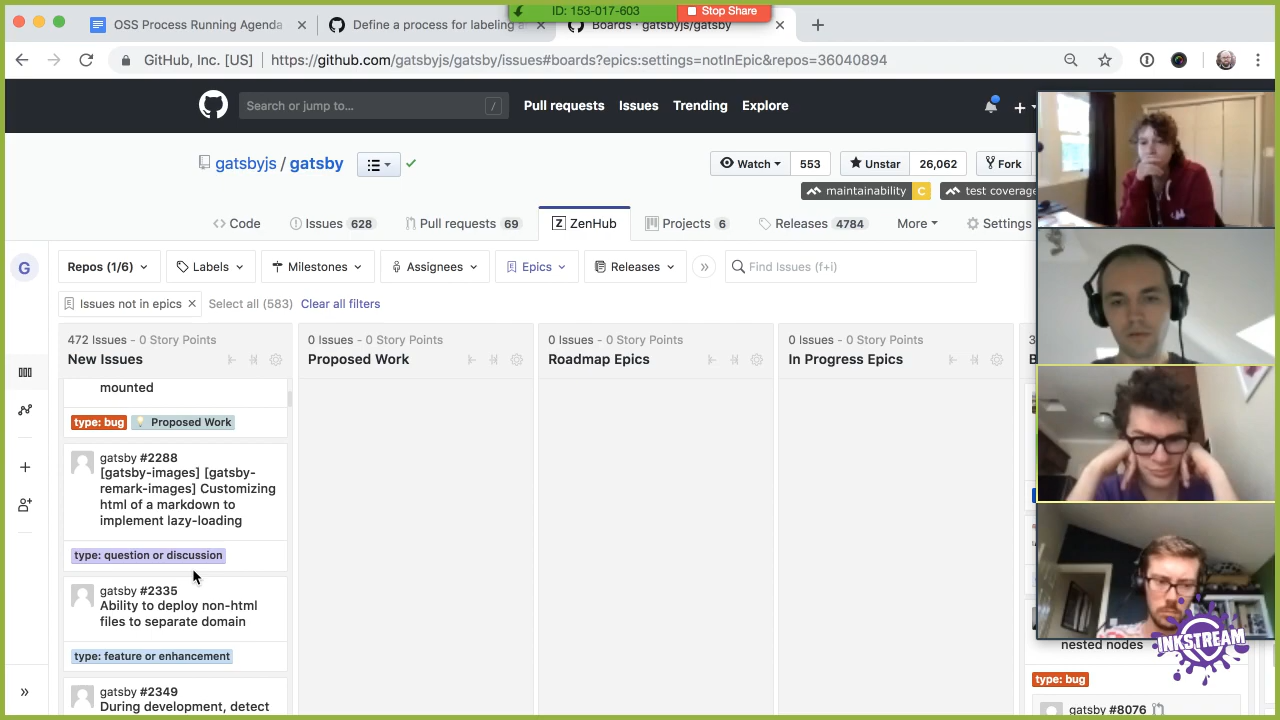 ID: 153-017-603
Stop Share
OSS Process Running Agenda
Define a process for labeling
Boards · gatsbyjs/gatsby
GitHub, Inc. [US]
https://github.com/gatsbyjs/gatsby/issues#boards?epics:settings=notInEpic&repos=36040894
Search or jump to...
/
Pull requests
Issues
Trending
Explore
gatsbyjs / gatsby
Watch
553
Unstar
26,062
Fork
maintainability
C
test coverage
Code
Issues 628
Pull requests 69
Z ZenHub
Projects 6
Releases 4784
More
Settings
G
Repos (1/6)
Labels
Milestones
Assignees
Epics
Releases
Find Issues (f+i)
Issues not in epics
Select all (583)
Clear all filters
472 Issues - 0 Story Points
New Issues
0 Issues - 0 Story Points
Proposed Work
0 Issues - 0 Story Points
Roadmap Epics
0 Issues - 0 Story Points
In Progress Epics
3
B
mounted
type: bug
Proposed Work
gatsby #2288
[gatsby-images] [gatsby-
remark-images] Customizing
html of a markdown to
implement lazy-loading
type: question or discussion
gatsby #2335
Ability to deploy non-html
files to separate domain
type: feature or enhancement
gatsby #2349
During development, detect
nested nodes
type: bug
gatsby #8076
INKSTREAM